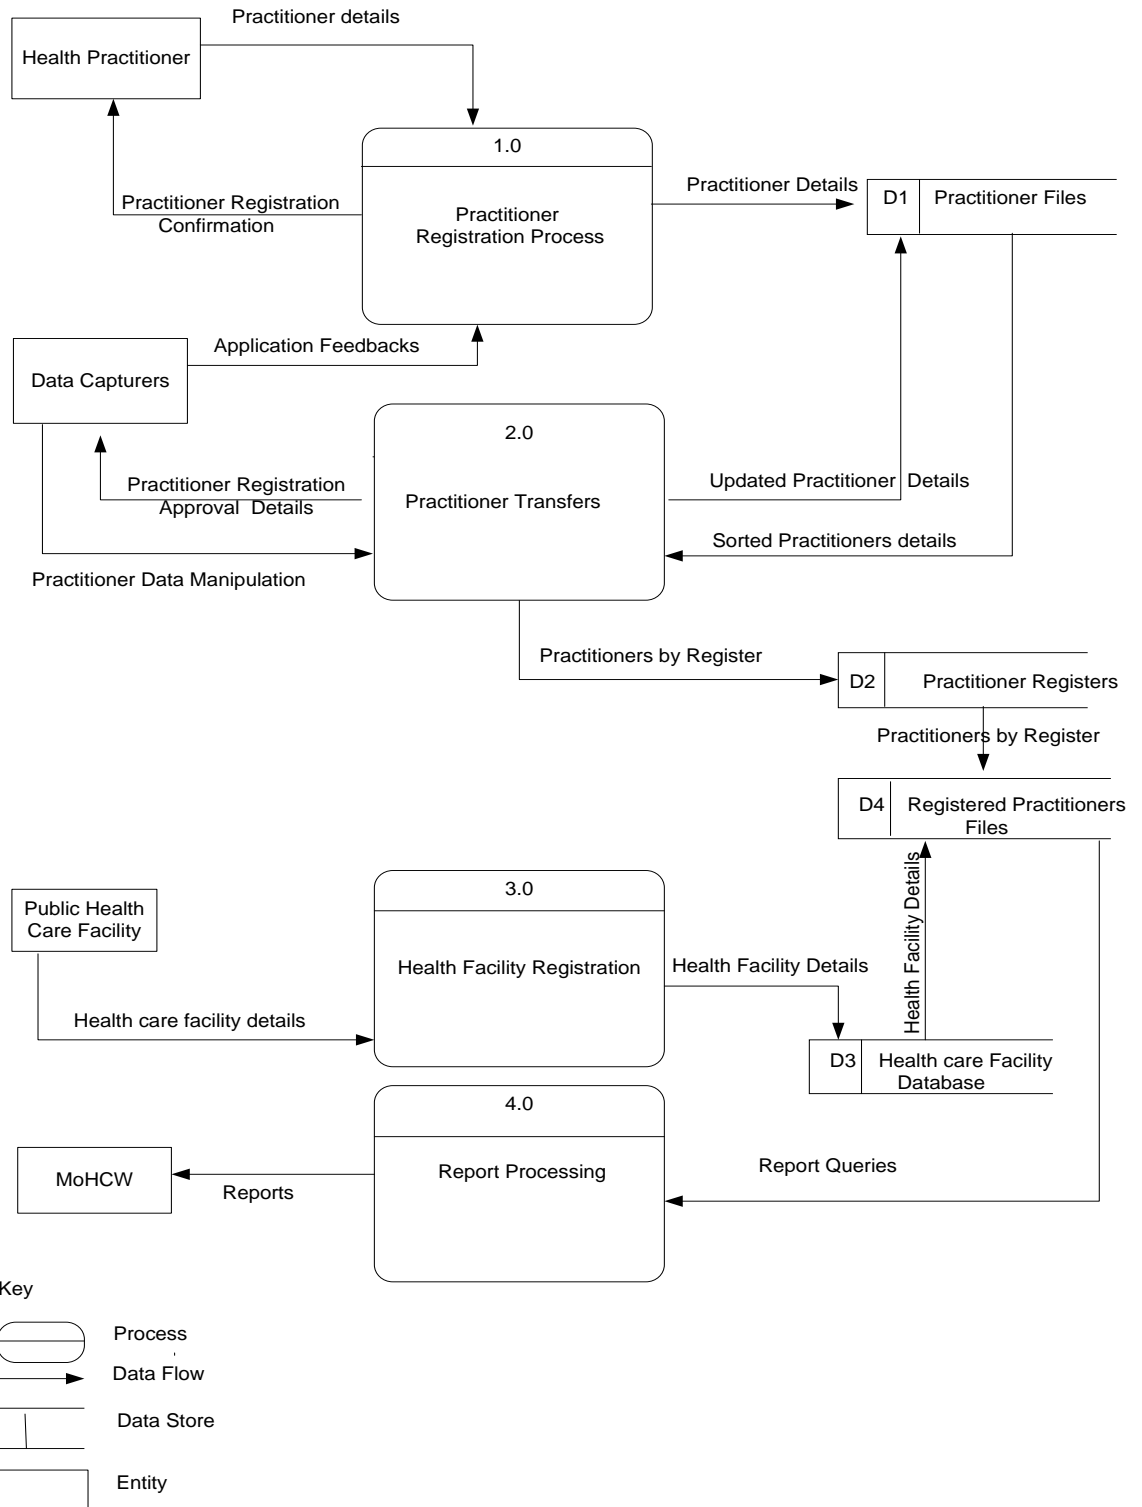 Practitioner details
Health Practitioner
1.0
Practitioner Registration
Confirmation
Practitioner
Registration Process
Practitioner Details
D1
Practitioner Files
Application Feedbacks
Data Capturers
2.0
Practitioner Registration
Approval Details
Practitioner Transfers
Updated Practitioner Details
Sorted Practitioners details
Practitioner Data Manipulation
Practitioners by Register
D2
Practitioner Registers
Practitioners by Register
D4
Registered Practitioners
Files
Health Facility Details
3.0
Public Health
Care Facility
Health Facility Registration
Health Facility Details
Health care facility details
D3
Health care Facility
Database
4.0
MoHCW
Reports
Report Processing
Report Queries
Key
Process
Data Flow
Data Store
Entity